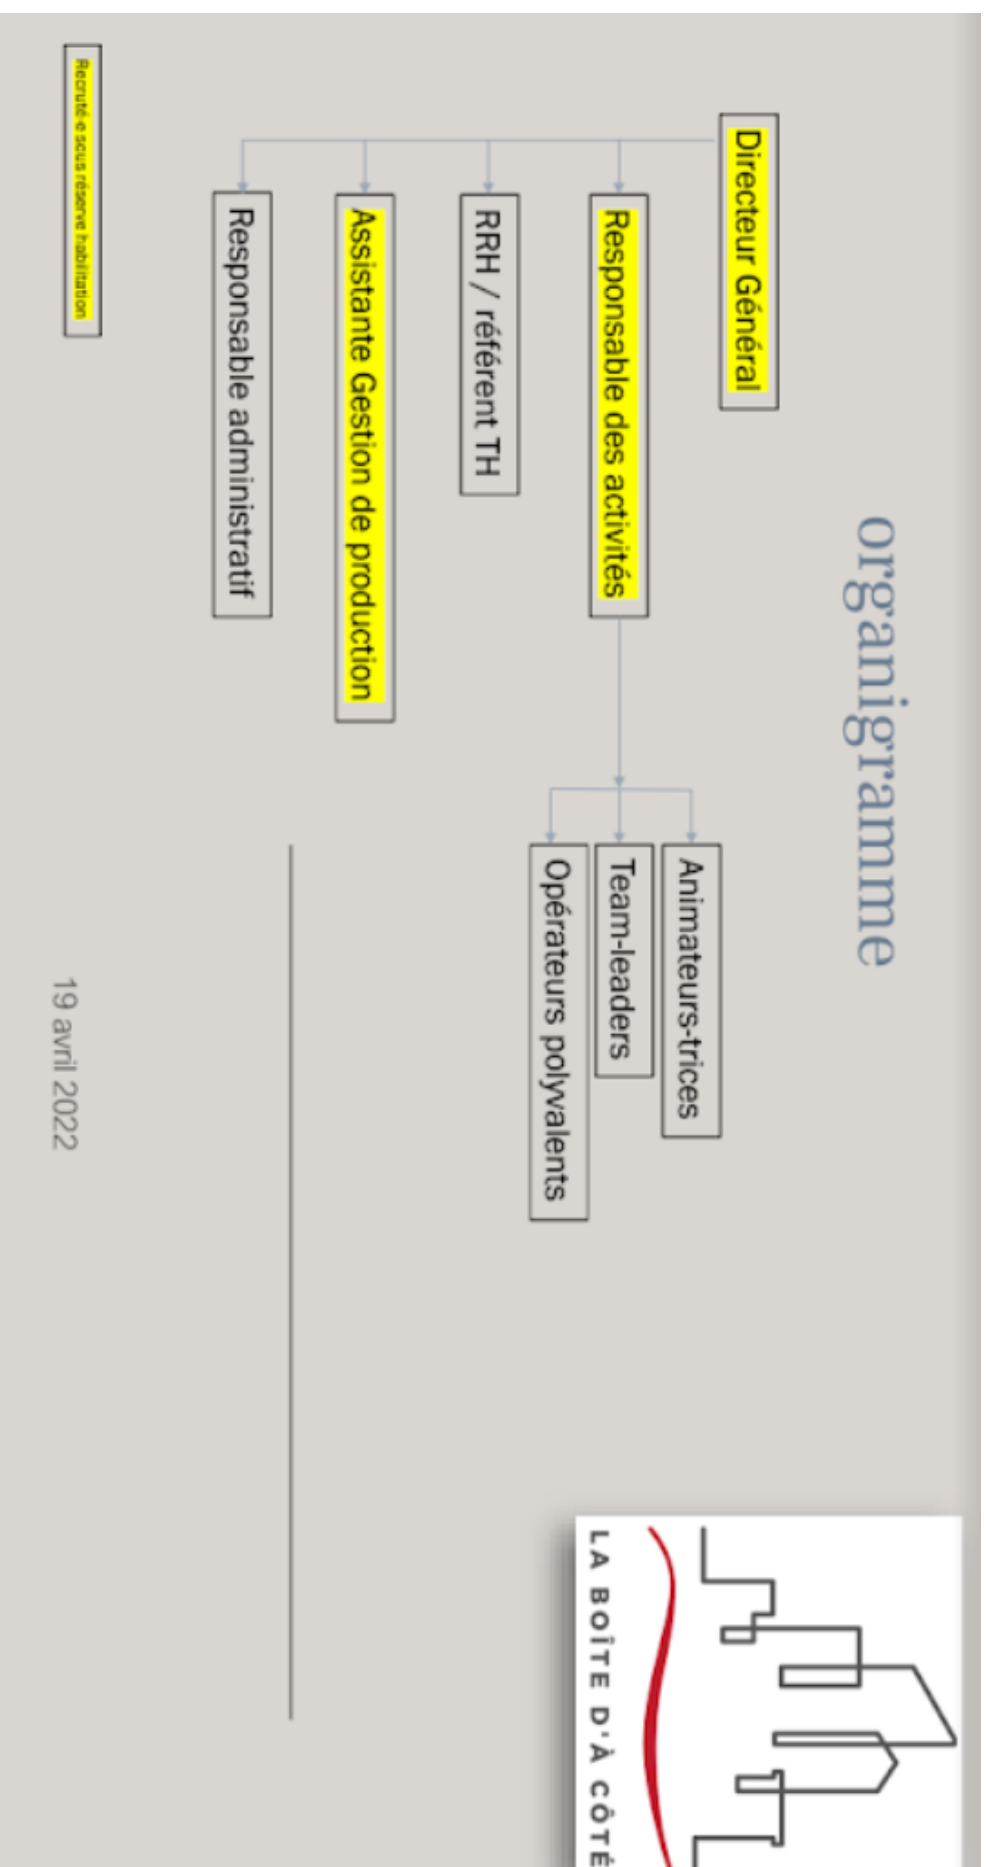 organigramme
LA BOÎTE D'À CÔTÉ
Directeur Général
Responsable des activités
Animateurs-trices
Team-leaders
Opérateurs polyvalents
RRH / référent TH
Assistante Gestion de production
Responsable administratif
Recruté-e sous réserve habilitation
19 avril 2022